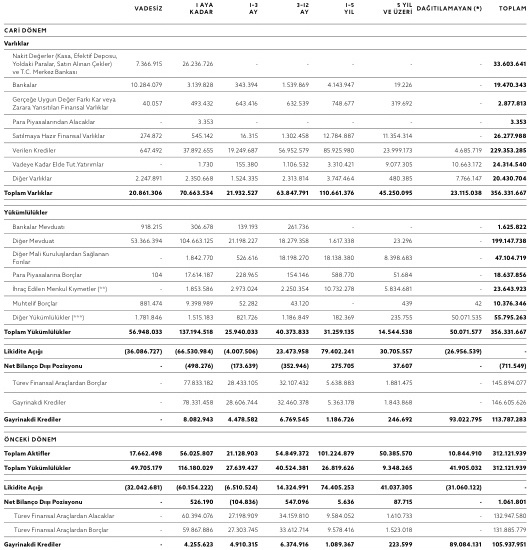 VADESİZ 1 AYA KADAR 1-3 AY 3-12 AY 1-5 YIL 5 YIL VE ÜZERİ DAĞITILAMAYAN (*) TOPLAM
CARİ DÖNEM
Varlıklar
Nakit Değerler (Kasa, Efektif Deposu, Yoldaki Paralar, Satın Alınan Çekler) ve T.C. Merkez Bankası 7.366.915 26.236.726 - - - - - 33.603.641
Bankalar 10.284.079 3.139.828 343.394 1.539.869 4.143.947 19.226 - 19.470.343
Gerçeğe Uygun Değer Farkı Kar veya Zarara Yansıtılan Finansal Varlıklar 40.057 493.432 643.416 632.539 748.677 319.692 - 2.877.813
Para Piyasalarından Alacaklar - 3.353 - - - - - 3.353
Satılmaya Hazır Finansal Varlıklar 274.872 545.142 16.315 1.302.458 12.784.887 11.354.314 - 26.277.988
Verilen Krediler 647.492 37.892.655 19.249.687 56.952.579 85.925.980 23.999.173 4.685.719 229.353.285
Vadeye Kadar Elde Tut.Yatırımlar - 1.730 155.380 1.106.532 3.310.421 9.077.305 10.663.172 24.314.540
Diğer Varlıklar 2.247.891 2.350.668 1.524.335 2.313.814 3.747.464 480.385 7.766.147 20.430.704
Toplam Varlıklar 20.861.306 70.663.534 21.932.527 63.847.791 110.661.376 45.250.095 23.115.038 356.331.667
Yükümlülükler
Bankalar Mevduatı 918.215 306.678 139.193 261.736 - - - 1.625.822
Diğer Mevduat 53.366.394 104.663.125 21.198.227 18.279.358 1.617.338 23.296 - 199.147.738
Diğer Mali Kuruluşlardan Sağlanan Fonlar - 1.842.770 526.616 18.198.270 18.138.380 8.398.683 - 47.104.719
Para Piyasalarına Borçlar 104 17.614.187 228.965 154.146 588.770 51.684 - 18.637.856
İhraç Edilen Menkul Kıymetler (**) - 1.853.586 2.973.024 2.250.354 10.732.278 5.834.681 - 23.643.923
Muhtelif Borçlar 881.474 9.398.989 52.282 43.120 - 439 42 10.376.346
Diğer Yükümlülükler (***) 1.781.846 1.515.183 821.726 1.186.849 182.369 235.755 50.071.535 55.795.263
Toplam Yükümlülükler 56.948.033 137.194.518 25.940.033 40.373.833 31.259.135 14.544.538 50.071.577 356.331.667
Likidite Açığı (36.086.727) (66.530.984) (4.007.506) 23.473.958 79.402.241 30.705.557 (26.956.539) -
Net Bilanço Dışı Pozisyonu - (498.276) (173.639) (352.946) 275.705 37.607 - (711.549)
Türev Finansal Araçlardan Borçlar - 77.833.182 28.433.105 32.107.432 5.638.883 1.881.475 - 145.894.077
Gayrinakdi Krediler - 78.331.458 28.606.744 32.460.378 5.363.178 1.843.868 - 146.605.626
Gayrinakdi Krediler - 8.082.943 4.478.582 6.769.545 1.186.726 246.692 93.022.795 113.787.283
ÖNCEKİ DÖNEM
Toplam Aktifler 17.662.498 56.025.807 21.128.903 54.849.372 101.224.879 50.385.570 10.844.910 312.121.939
Toplam Yükümlülükler 49.705.179 116.180.029 27.639.427 40.524.381 26.819.626 9.348.265 41.905.032 312.121.939
Likidite Açığı (32.042.681) (60.154.222) (6.510.524) 14.324.991 74.405.253 41.037.305 (31.060.122) -
Net Bilanço Dışı Pozisyonu - 526.190 (104.836) 547.096 5.636 87.715 - 1.061.801
Türev Finansal Araçlardan Alacaklar - 60.394.076 27.198.909 34.159.810 9.584.052 1.610.733 - 132.947.580
Türev Finansal Araçlardan Borçlar - 59.867.886 27.303.745 33.612.714 9.578.416 1.523.018 - 131.885.779
Gayrinakdi Krediler - 4.255.623 4.910.315 6.374.916 1.089.367 223.599 89.084.131 105.937.951